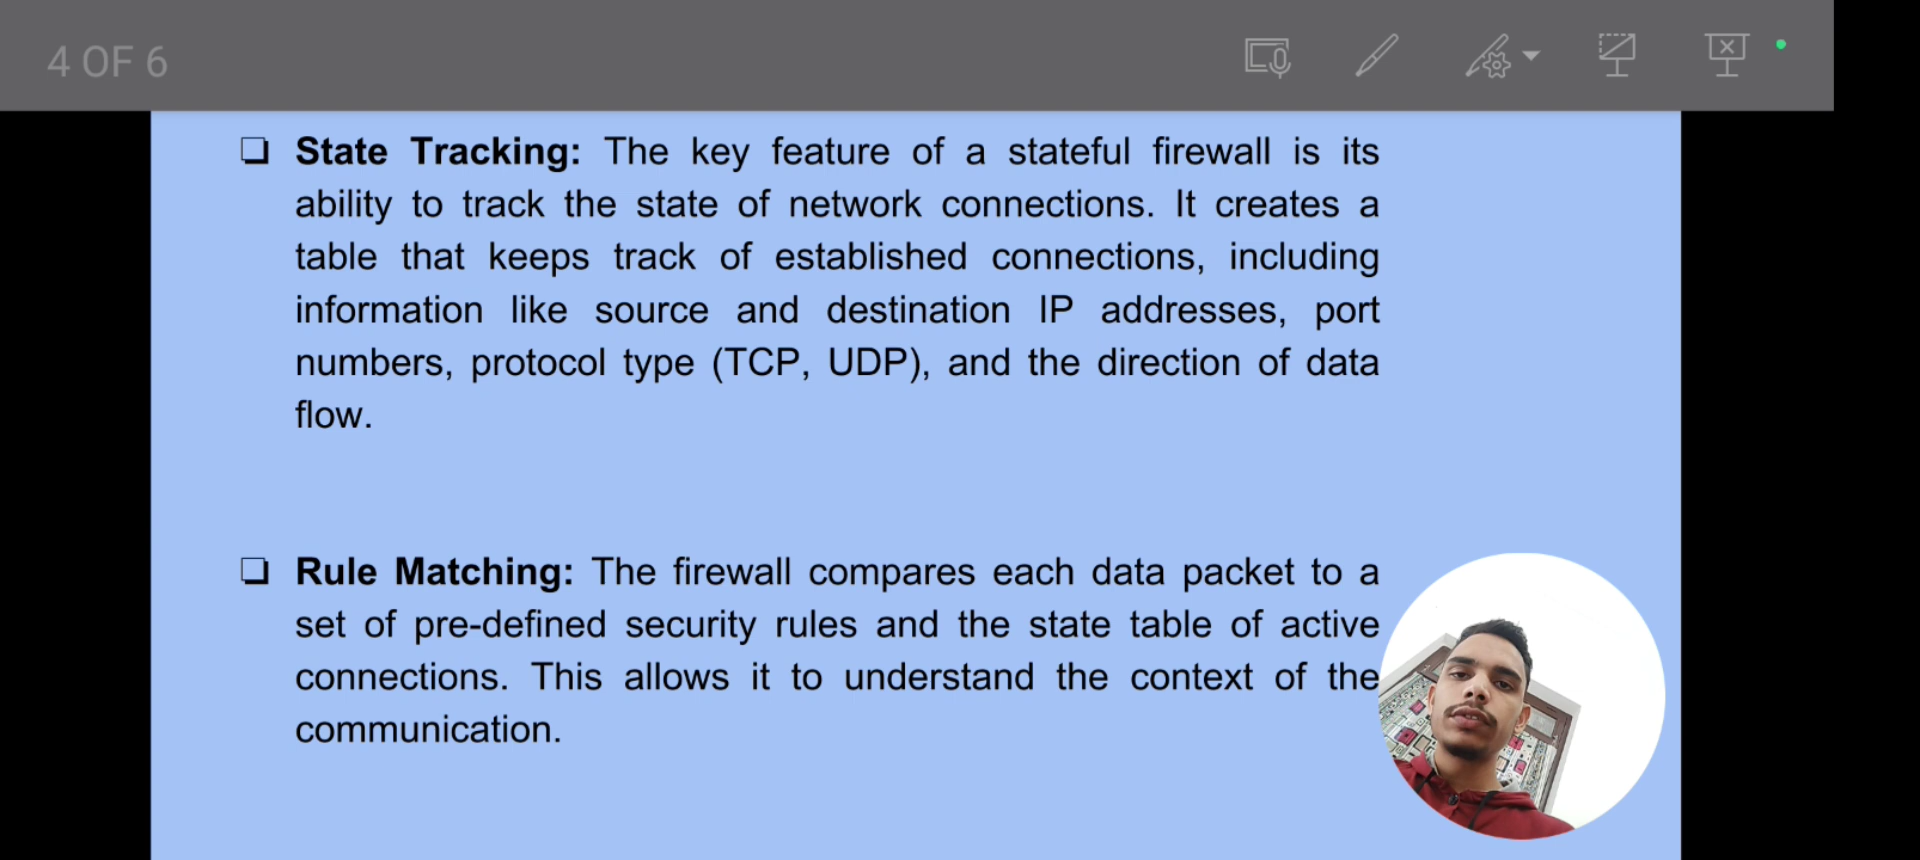 4 OF 6
State Tracking: The key feature of a stateful firewall is its
ability to track the state of network connections. It creates a
table that keeps track of established connections, including
information like source and destination IP addresses, port
numbers, protocol type (TCP, UDP), and the direction of data
flow.
Rule Matching: The firewall compares each data packet to a
set of pre-defined security rules and the state table of active
connections. This allows it to understand the context of the
communication.